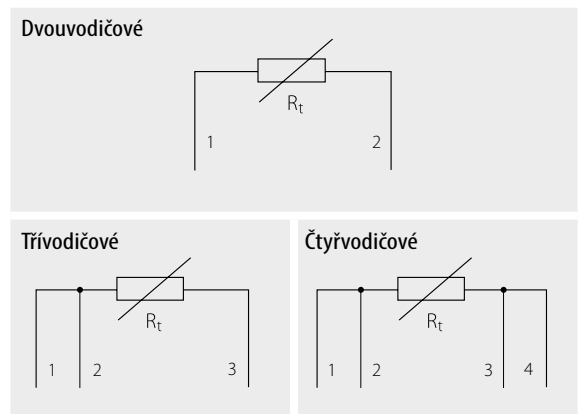 Dvouvodičové
Rt
1 2
Třívodičové
Rt
1 2 3
Čtyřvodičové
Rt
1 2 3 4